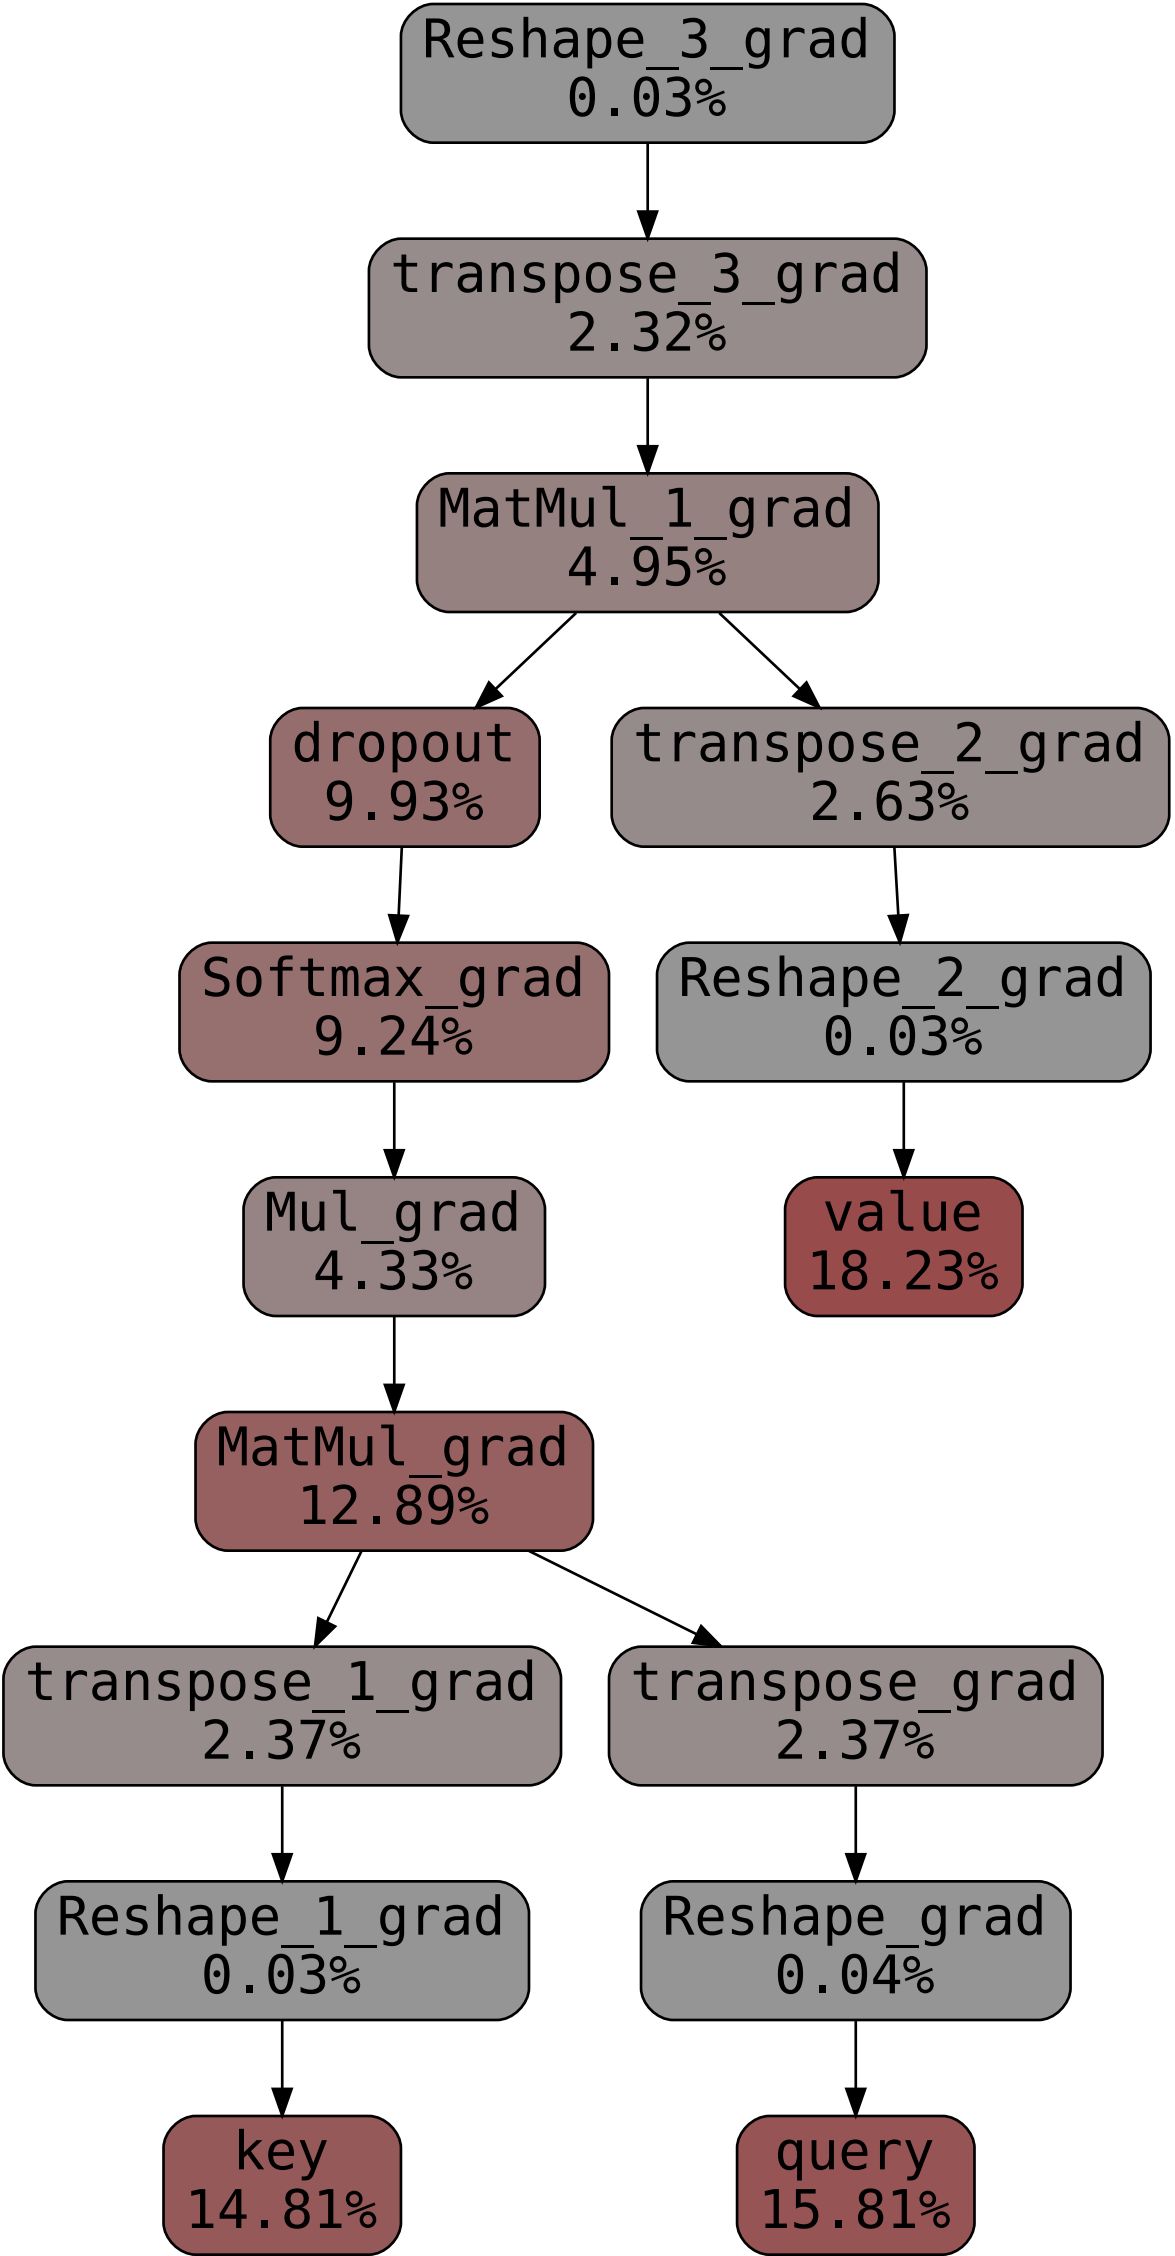 Reshape_3_grad
0.03%
transpose_3_grad
2.32%
MatMul_1_grad
4.95%
dropout
9.93%
transpose_2_grad
2.63%
Softmax_grad
9.24%
Reshape_2_grad
0.03%
Mul_grad
4.33%
value
18.23%
MatMul_grad
12.89%
transpose_1_grad
2.37%
transpose_grad
2.37%
Reshape_1_grad
0.03%
Reshape_grad
0.04%
key
14.81%
query
15.81%